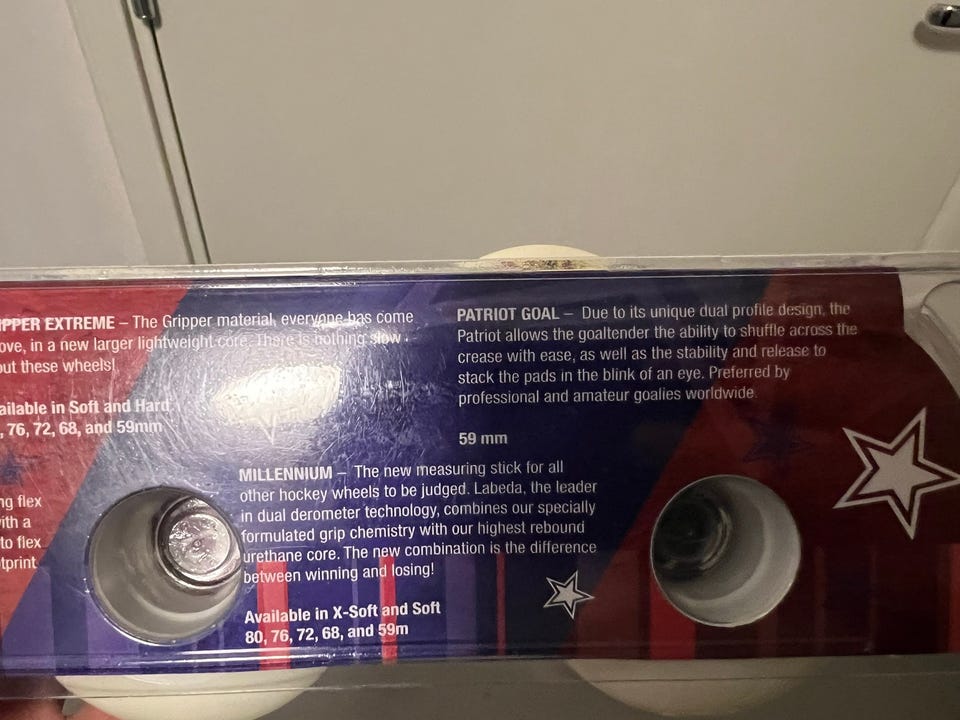 IPPER EXTREME – The Gripper material, everyone has come
ove, in a new larger lightweight core. There is nothing slow
out these wheels!
ailable in Soft and Hard
, 76, 72, 68, and 59mm
ng flex
ith a
to flex
tprint
PATRIOT GOAL – Due to its unique dual profile design, the
Patriot allows the goaltender the ability to shuffle across the
crease with ease, as well as the stability and release to
stack the pads in the blink of an eye. Preferred by
professional and amateur goalies worldwide.
59 mm
MILLENNIUM – The new measuring stick for all
other hockey wheels to be judged. Labeda, the leader
in dual derometer technology, combines our specially
formulated grip chemistry with our highest rebound
urethane core. The new combination is the difference
between winning and losing!
Available in X-Soft and Soft
80, 76, 72, 68, and 59m